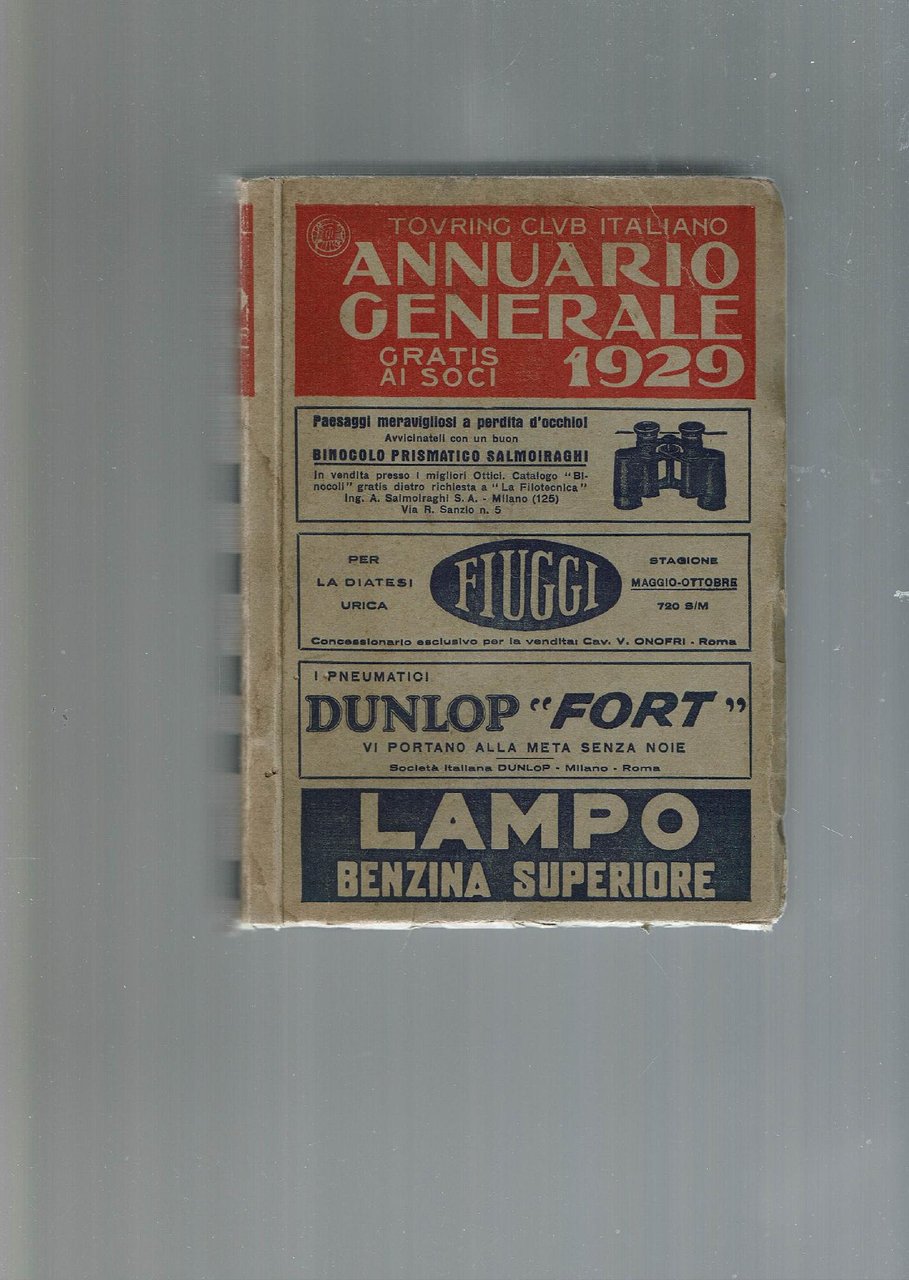 TOVRING CLVB ITALIANO
ANNUARIO
GENERALE
GRATIS
AI SOCI
1929
Paesaggi meravigliosi a perdita d'occhio!
Avvicinateli con un buon
BINOCOLO PRISMATICO SALMOIRAGHI
In vendita presso i migliori Ottici. Catalogo "Bi-
nocoli" gratis dietro richiesta a "La Filotecnica"
Ing. A. Salmoiraghi S. A. - Milano (125)
Via R. Sanzio n. 5
PER
LA DIATESI
URICA
FIUGGI
STAGIONE
MAGGIO-OTTOBRE
720 S/M
Concessionario esclusivo per la vendita: Cav. V. ONOFRI - Roma
I PNEUMATICI
DUNLOP "FORT"
VI PORTANO ALLA META SENZA NOIE
Società Italiana DUNLOP - Milano - Roma
LAMPO
BENZINA SUPERIORE